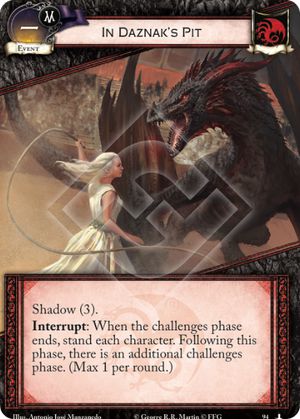 –
IN DAZNAK'S PIT
EVENT
Shadow (3).
Interrupt: When the challenges phase
ends, stand each character. Following this
phase, there is an additional challenges
phase. (Max 1 per round.)
Illus. Antonio José Manzanedo © George R.R. Martin © FFG 94